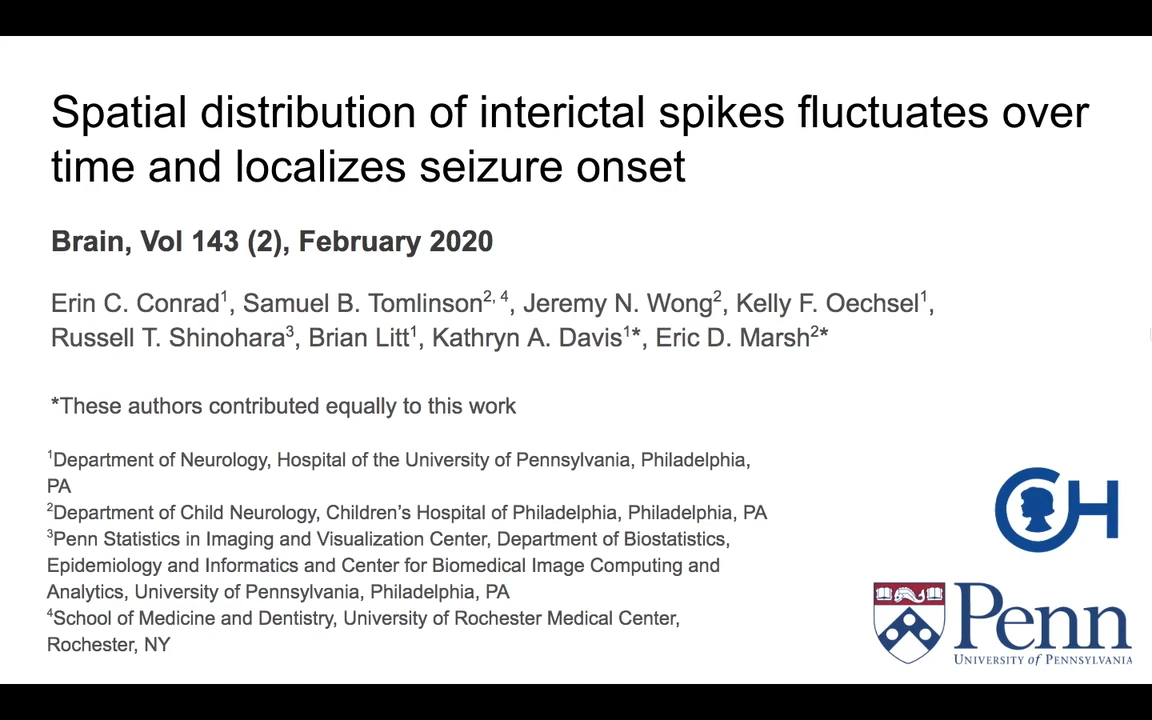 Spatial distribution of interictal spikes fluctuates over
time and localizes seizure onset
Brain, Vol 143 (2), February 2020
Erin C. Conrad¹, Samuel B. Tomlinson²,⁴, Jeremy N. Wong², Kelly F. Oechsel¹,
Russell T. Shinohara³, Brian Litt¹, Kathryn A. Davis¹*, Eric D. Marsh²*
*These authors contributed equally to this work
¹Department of Neurology, Hospital of the University of Pennsylvania, Philadelphia,
PA
²Department of Child Neurology, Children’s Hospital of Philadelphia, Philadelphia, PA
³Penn Statistics in Imaging and Visualization Center, Department of Biostatistics,
Epidemiology and Informatics and Center for Biomedical Image Computing and
Analytics, University of Pennsylvania, Philadelphia, PA
⁴School of Medicine and Dentistry, University of Rochester Medical Center,
Rochester, NY
CH
Penn
UNIVERSITY of PENNSYLVANIA